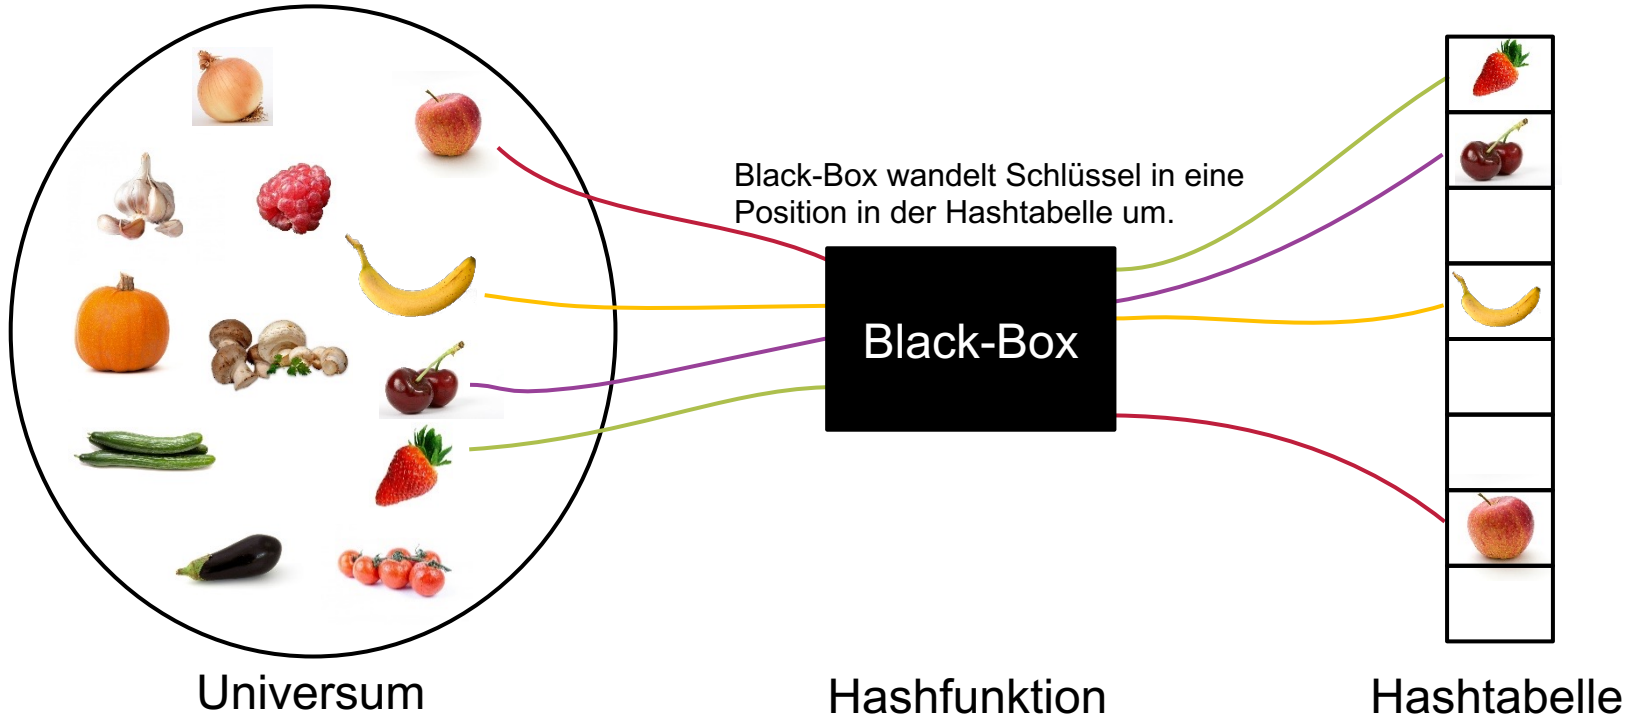 Black-Box wandelt Schlüssel in eine
Position in der Hashtabelle um.
Black-Box
Universum
Hashfunktion
Hashtabelle